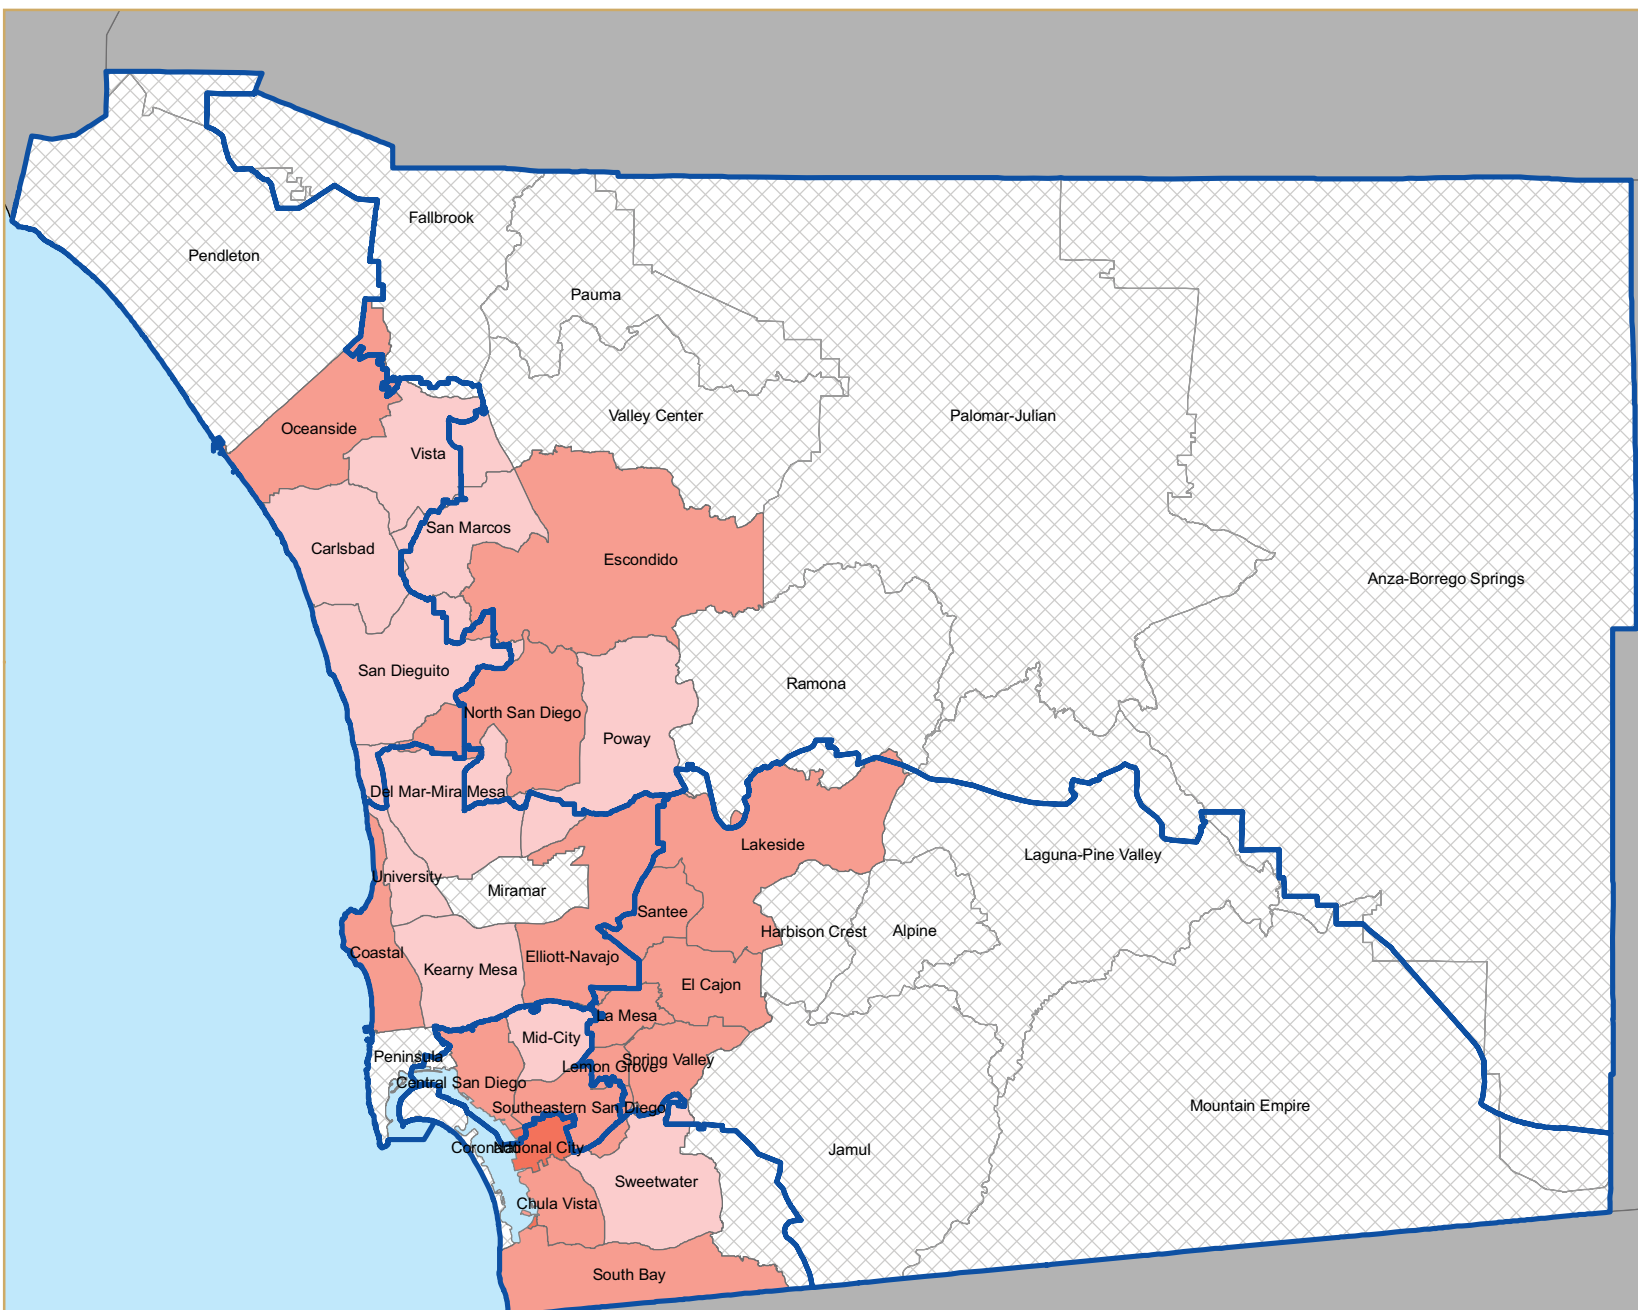 Fallbrook
Pendleton
Pauma
Valley Center
Palomar-Julian
Oceanside
Vista
San Marcos
Carlsbad
Escondido
Anza-Borrego Springs
San Dieguito
Ramona
North San Diego
Poway
Del Mar-Mira Mesa
Lakeside
Laguna-Pine Valley
University
Miramar
Santee
Harbison Crest
Alpine
Coastal
Elliott-Navajo
Kearny Mesa
El Cajon
La Mesa
Mid-City
Peninsula
Lemon Grove
Spring Valley
Central San Diego
Southeastern San Diego
Mountain Empire
Coronado
National City
Jamul
Sweetwater
Chula Vista
South Bay